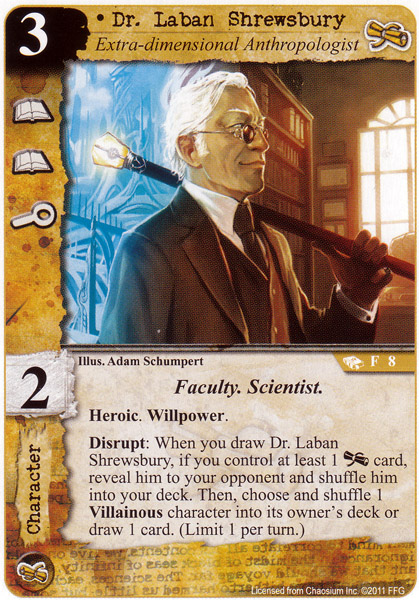 3
• Dr. Laban Shrewsbury
Extra-dimensional Anthropologist
Illus. Adam Schumpert
F 8
2
Faculty. Scientist.
Heroic. Willpower.
Disrupt: When you draw Dr. Laban
Shrewsbury, if you control at least 1 card,
reveal him to your opponent and shuffle him
into your deck. Then, choose and shuffle 1
Villainous character into its owner's deck or
draw 1 card. (Limit 1 per turn.)
Character
Licensed from Chaosium Inc. ©2011 FFG